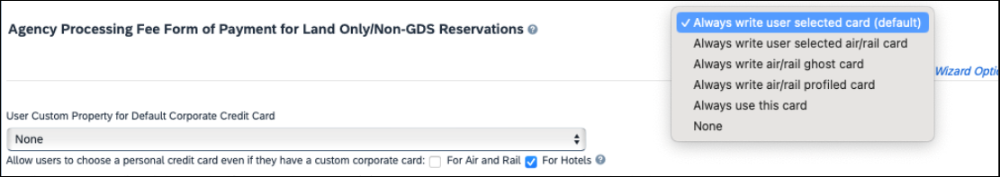 Agency Processing Fee Form of Payment for Land Only/Non-GDS Reservations ?
✓ Always write user selected card (default)
Always write user selected air/rail card
Always write air/rail ghost card
Always write air/rail profiled card
Always use this card
None
Wizard Optio
User Custom Property for Default Corporate Credit Card
None
Allow users to choose a personal credit card even if they have a custom corporate card: For Air and Rail For Hotels ?